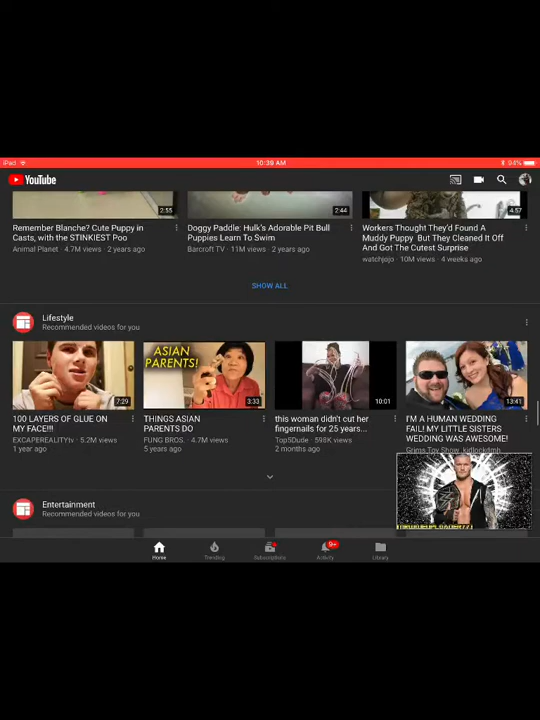 iPad
10:39 AM
94%
YouTube
2:55
2:44
4:57
Remember Blanche? Cute Puppy in
Casts, with the STINKIEST Poo
Animal Planet · 4.7M views · 2 years ago
Doggy Paddle: Hulk's Adorable Pit Bull
Puppies Learn To Swim
Barcroft TV · 11M views · 2 years ago
Workers Thought They'd Found A
Muddy Puppy But They Cleaned It Off
And Got The Cutest Surprise
watchjojo · 10M views · 4 weeks ago
SHOW ALL
Lifestyle
Recommended videos for you
7:29
ASIAN
PARENTS!
3:33
10:01
13:41
100 LAYERS OF GLUE ON
MY FACE!!!
EXCAPEREALITYv · 5.2M views
1 year ago
THINGS ASIAN
PARENTS DO
FUNG BROS. · 4.7M views
5 years ago
this woman didn't cut her
fingernails for 25 years...
Top5Dude · 598K views
2 months ago
I'M A HUMAN WEDDING
FAIL! MY LITTLE SISTERS
WEDDING WAS AWESOME!
Grims Toy Show
Entertainment
Recommended videos for you
9+
Home
Trending
Subscriptions
Activity
Library